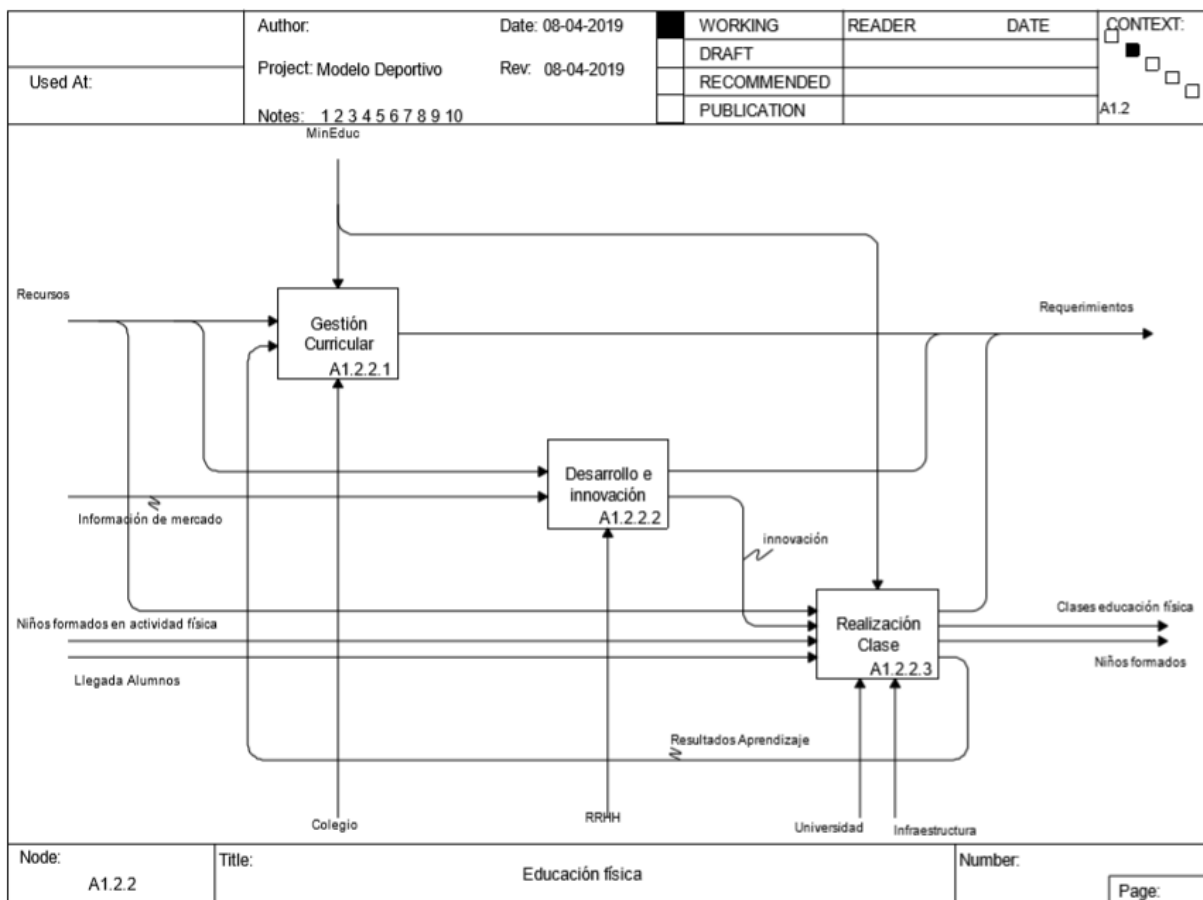 Used At:
Author:
Date: 08-04-2019
Project: Modelo Deportivo
Rev: 08-04-2019
Notes: 1 2 3 4 5 6 7 8 9 10
WORKING
DRAFT
RECOMMENDED
PUBLICATION
READER
DATE
CONTEXT:
A1.2
MinEduc
Recursos
Gestión
Curricular
A1.2.2.1
Requerimientos
Desarrollo e
innovación
A1.2.2.2
Información de mercado
innovación
Niños formados en actividad física
Realización
Clase
A1.2.2.3
Clases educación física
Niños formados
Llegada Alumnos
Resultados Aprendizaje
Colegio
RRHH
Universidad
Infraestructura
Node:
A1.2.2
Title:
Educación física
Number:
Page: